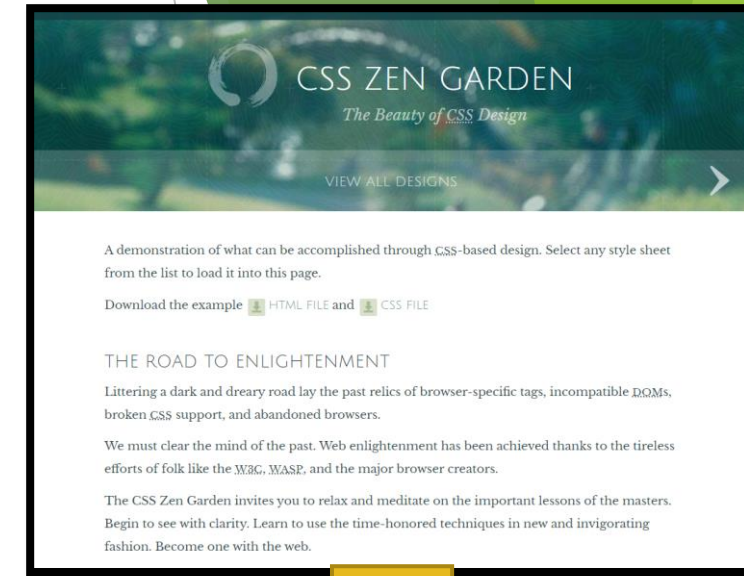 CSS ZEN GARDEN
The Beauty of CSS Design
VIEW ALL DESIGNS
A demonstration of what can be accomplished through CSS-based design. Select any style sheet
from the list to load it into this page.
Download the example HTML FILE and CSS FILE
THE ROAD TO ENLIGHTENMENT
Littering a dark and dreary road lay the past relics of browser-specific tags, incompatible DOMs,
broken CSS support, and abandoned browsers.
We must clear the mind of the past. Web enlightenment has been achieved thanks to the tireless
efforts of folk like the W3C, WASP, and the major browser creators.
The CSS Zen Garden invites you to relax and meditate on the important lessons of the masters.
Begin to see with clarity. Learn to use the time-honored techniques in new and invigorating
fashion. Become one with the web.